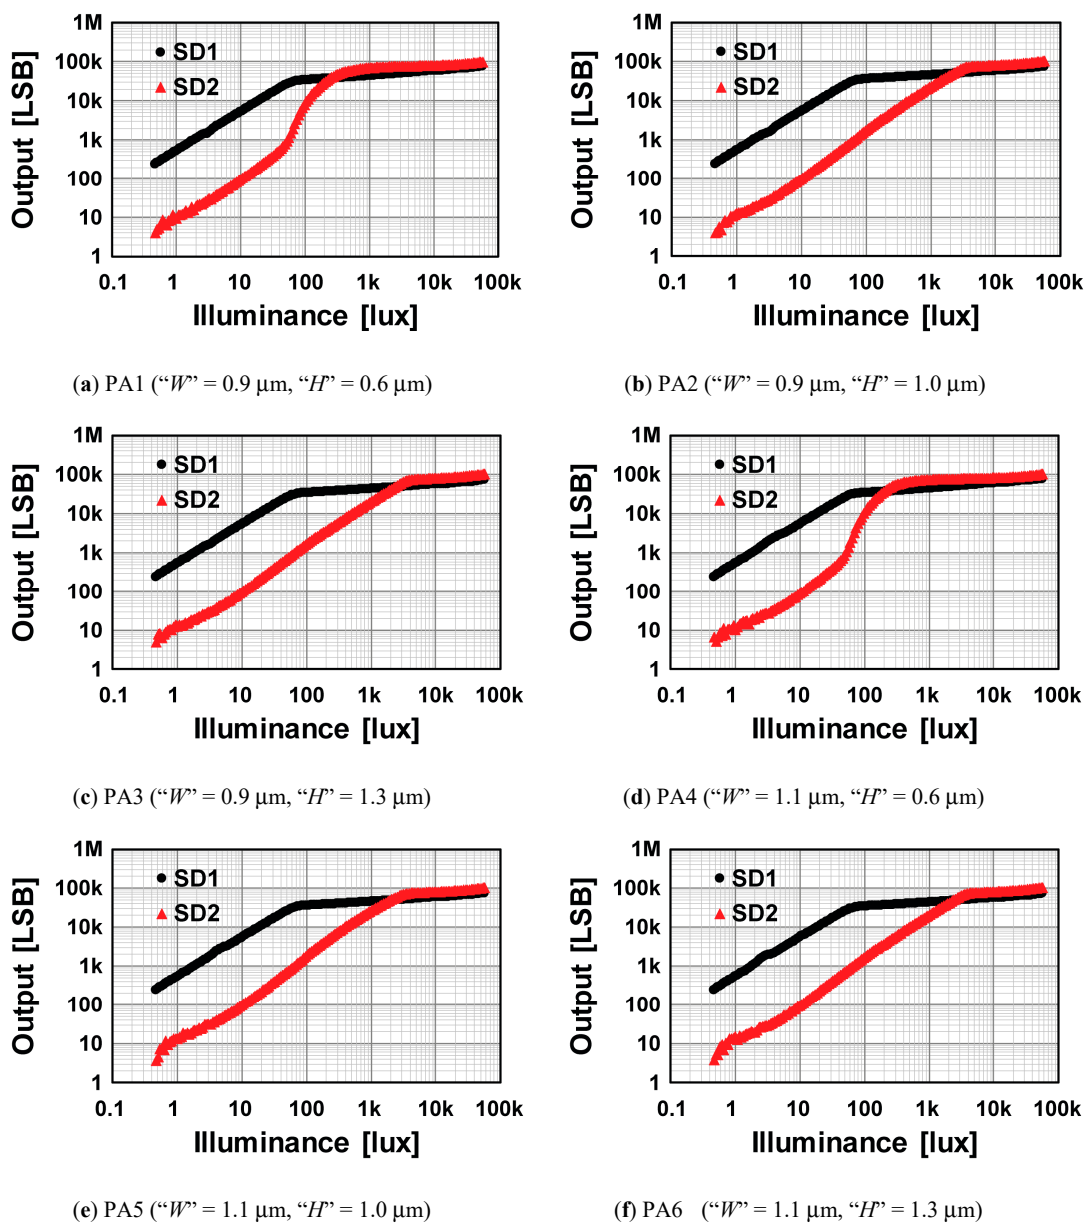 1M
100k
10k
1k
100
10
1
Output [LSB]
SD1
SD2
0.1 1 10 100 1k 10k 100k
Illuminance [lux]
(a) PA1 (“W” = 0.9 μm, “H” = 0.6 μm)
1M
100k
10k
1k
100
10
1
Output [LSB]
SD1
SD2
0.1 1 10 100 1k 10k 100k
Illuminance [lux]
(b) PA2 (“W” = 0.9 μm, “H” = 1.0 μm)
1M
100k
10k
1k
100
10
1
Output [LSB]
SD1
SD2
0.1 1 10 100 1k 10k 100k
Illuminance [lux]
(c) PA3 (“W” = 0.9 μm, “H” = 1.3 μm)
1M
100k
10k
1k
100
10
1
Output [LSB]
SD1
SD2
0.1 1 10 100 1k 10k 100k
Illuminance [lux]
(d) PA4 (“W” = 1.1 μm, “H” = 0.6 μm)
1M
100k
10k
1k
100
10
1
Output [LSB]
SD1
SD2
0.1 1 10 100 1k 10k 100k
Illuminance [lux]
(e) PA5 (“W” = 1.1 μm, “H” = 1.0 μm)
1M
100k
10k
1k
100
10
1
Output [LSB]
SD1
SD2
0.1 1 10 100 1k 10k 100k
Illuminance [lux]
(f) PA6 (“W” = 1.1 μm, “H” = 1.3 μm)